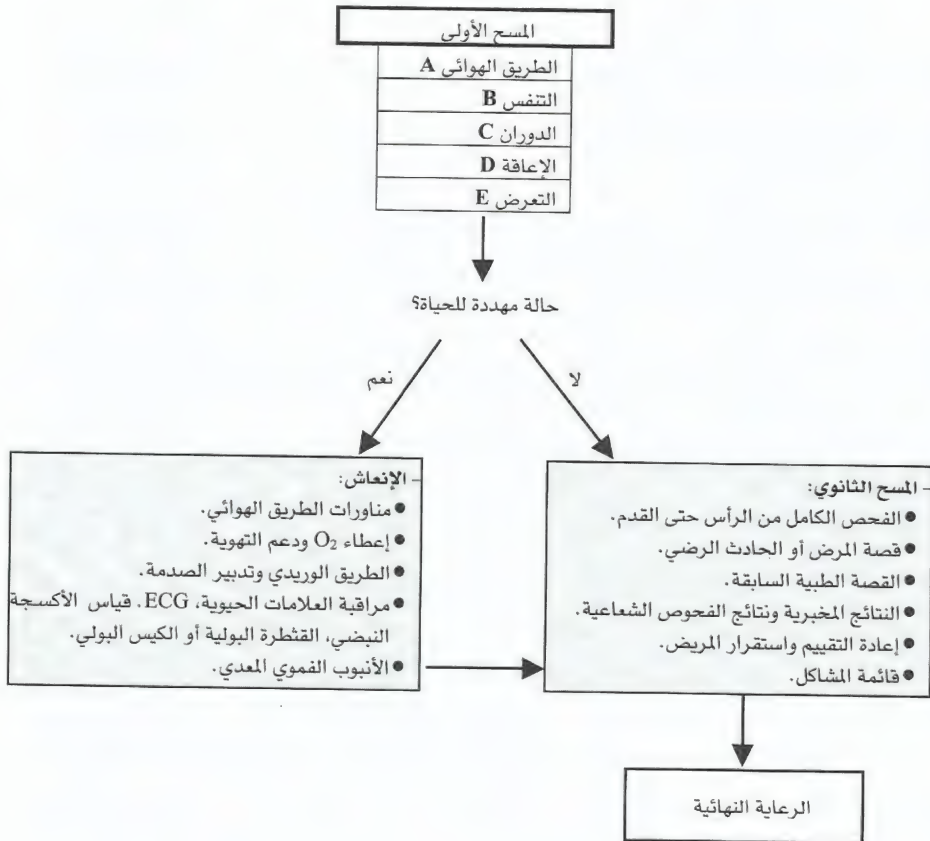 المسح الأولي
الطريق الهوائي A
التنفس B
الدوران C
الإعاقة D
التعرض E
حالة مهددة للحياة؟
لا
نعم
- المسح الثانوي:
● الفحص الكامل من الرأس حتى القدم.
● قصة المرض أو الحادث الرضي.
● القصة الطبية السابقة.
● النتائج المخبرية ونتائج الفحوص الشعاعية.
● إعادة التقييم واستقرار المريض.
● قائمة المشاكل.
- الإنعاش:
● مناورات الطريق الهوائي.
● إعطاء O₂ ودعم التهوية.
● الطريق الوريدي وتدبير الصدمة.
● مراقبة العلامات الحيوية، ECG. قياس الأكسجة
النبضي، القثطرة البولية أو الكيس البولي.
● الأنبوب الفموي المعدي.
الرعاية النهائية